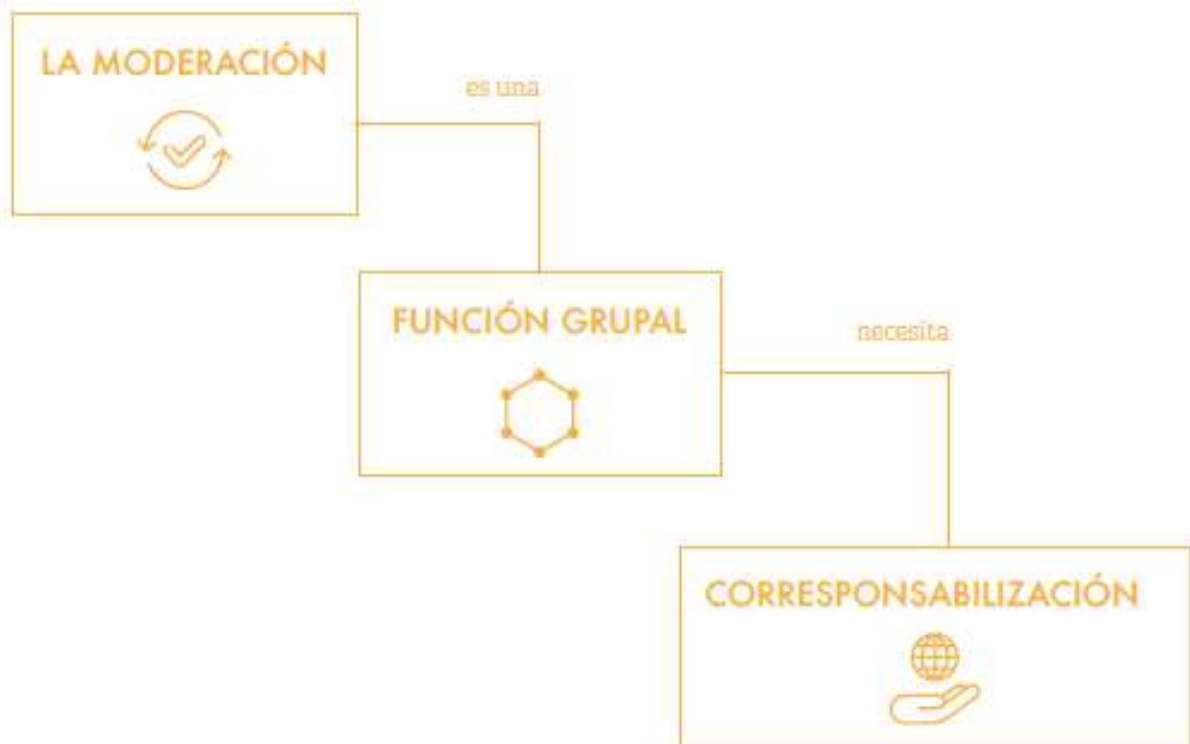 LA MODERACIÓN
es una
FUNCIÓN GRUPAL
necesita
CORRESPONSABILIZACIÓN